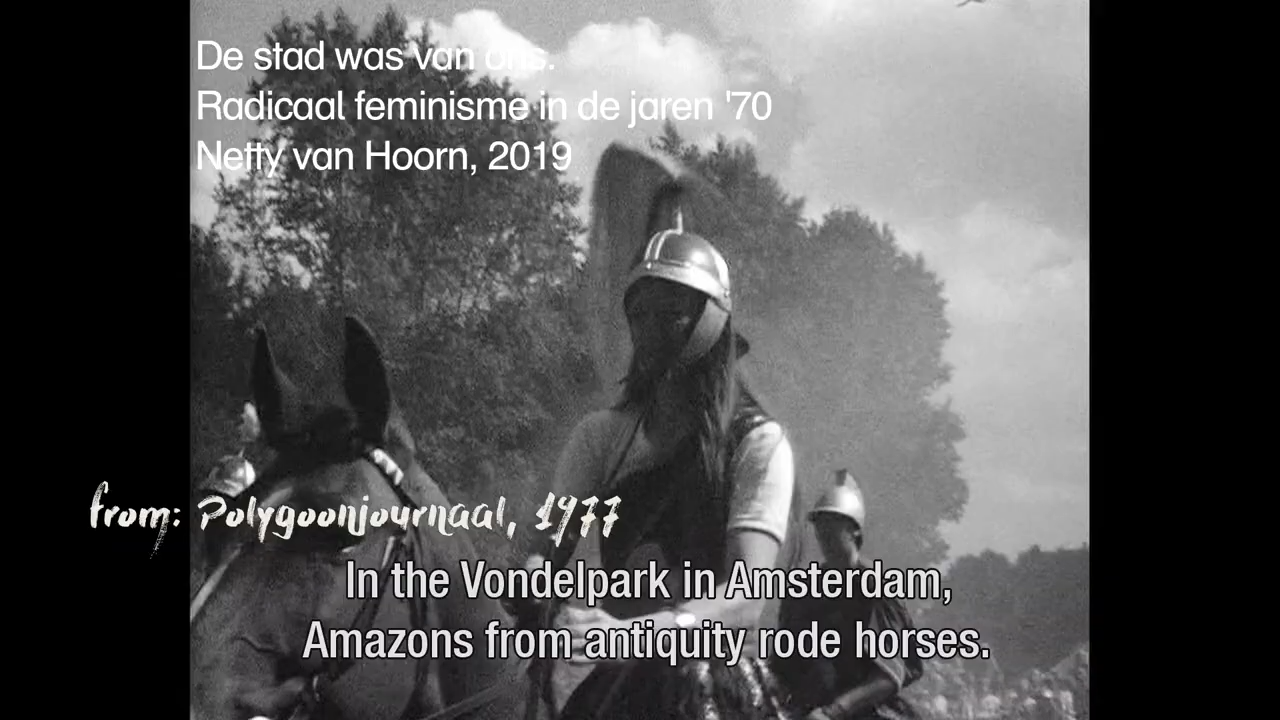 De stad was van ons.
Radicaal feminisme in de jaren '70
Netty van Hoorn, 2019
from: Polygoonjournaal, 1977
In the Vondelpark in Amsterdam,
Amazons from antiquity rode horses.